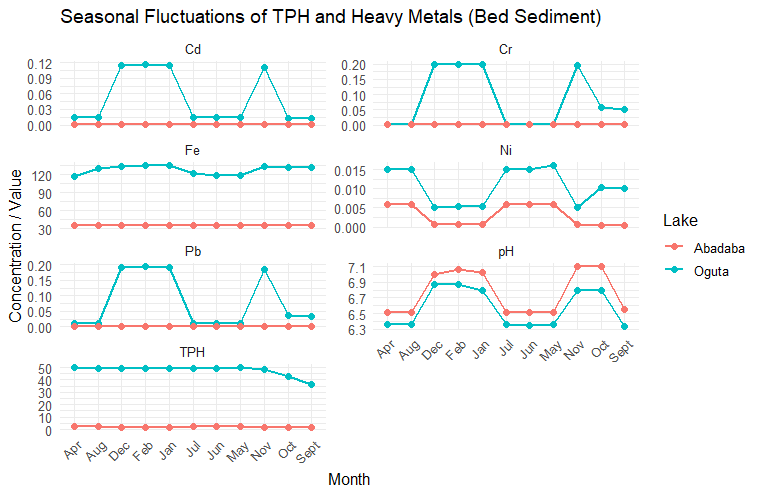 Seasonal Fluctuations of TPH and Heavy Metals (Bed Sediment)
Cd
0.12
0.09
0.06
0.03
0.00
Cr
0.20
0.15
0.10
0.05
0.00
Fe
120
90
60
30
Ni
0.015
0.010
0.005
0.000
Pb
0.20
0.15
0.10
0.05
0.00
pH
7.1
6.9
6.7
6.5
6.3
Apr Aug Dec Feb Jan Jul Jun May Nov Oct Sept
TPH
50
40
30
20
10
0
Apr Aug Dec Feb Jan Jul Jun May Nov Oct Sept
Concentration / Value
Month
Lake
Abadaba
Oguta